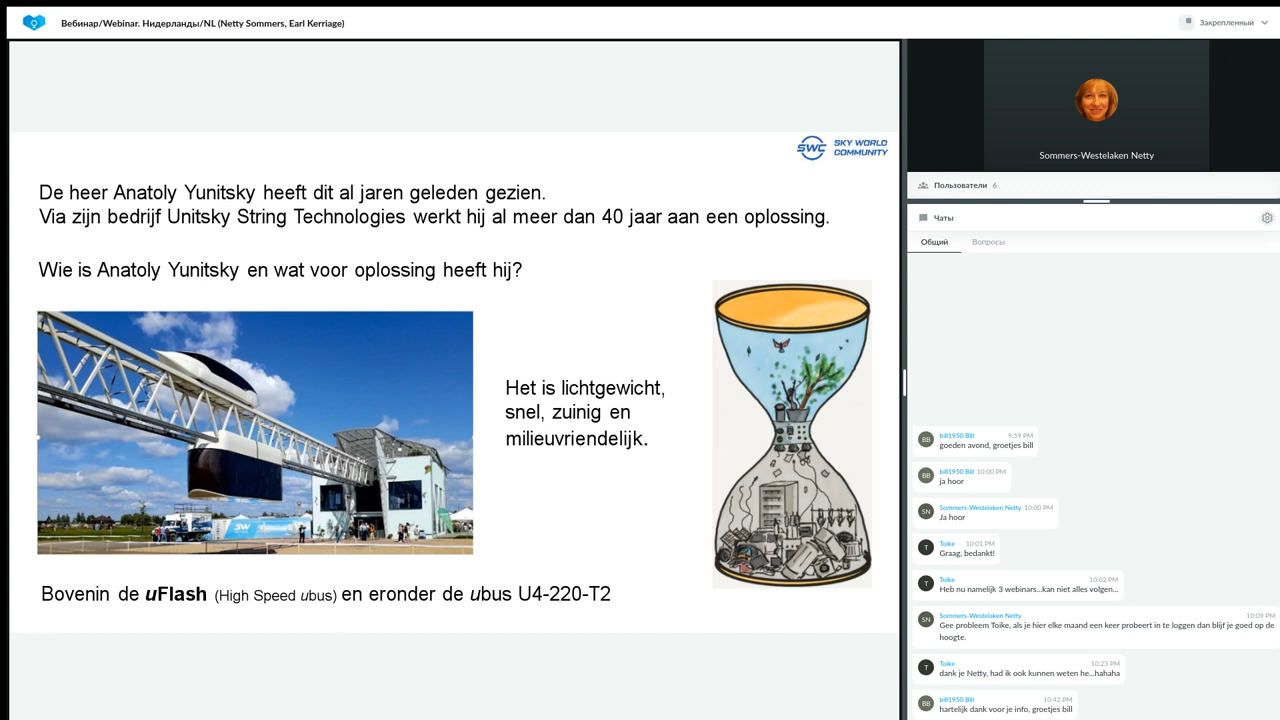 Вебинар/Webinar. Нидерланды/NL (Netty Sommers, Earl Kerriage)
Закрепленный
SWC SKY WORLD
COMMUNITY
De heer Anatoly Yunitsky heeft dit al jaren geleden gezien.
Via zijn bedrijf Unitsky String Technologies werkt hij al meer dan 40 jaar aan een oplossing.
Wie is Anatoly Yunitsky en wat voor oplossing heeft hij?
Het is lichtgewicht,
snel, zuinig en
milieuvriendelijk.
SW
Bovenin de uFlash (High Speed ubus) en eronder de ubus U4-220-T2
Sommers-Westelaken Netty
Пользователи 6
Чаты
Общий Вопросы
BB bill1950 Bill 9:59 PM
goeden avond, groetjes bill
BB bill1950 Bill 10:00 PM
ja hoor
SN Sommers-Westelaken Netty 10:00 PM
Ja hoor
T Toike 10:01 PM
Graag, bedankt!
T Toike 10:02 PM
Heb nu namelijk 3 webinars...kan niet alles volgen...
SN Sommers-Westelaken Netty 10:09 PM
Gee probleem Toike, als je hier elke maand een keer probeert in te loggen dan blijf je goed op de
hoogte.
T Toike 10:23 PM
dank je Netty, had ik ook kunnen weten he...hahaha
BB bill1950 Bill 10:42 PM
hartelijk dank voor je info, groetjes bill